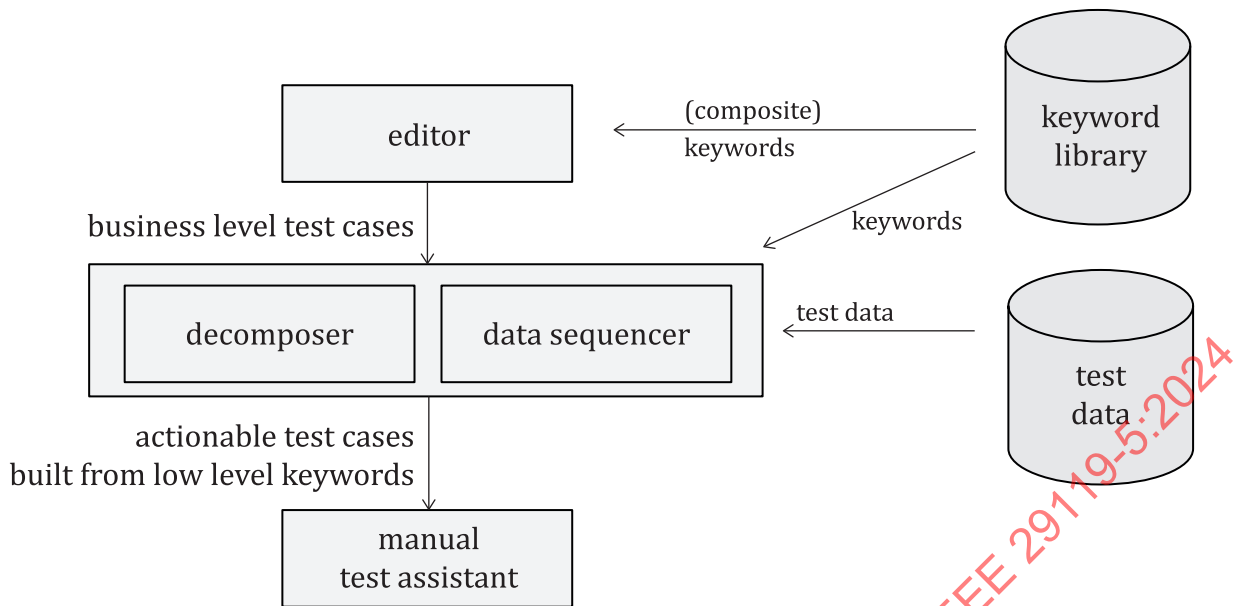 (composite)
keywords
keyword
library
editor
business level test cases
keywords
decomposer
data sequencer
test data
test
data
actionable test cases
built from low level keywords
manual
test assistant
EEE 29119-5:2024